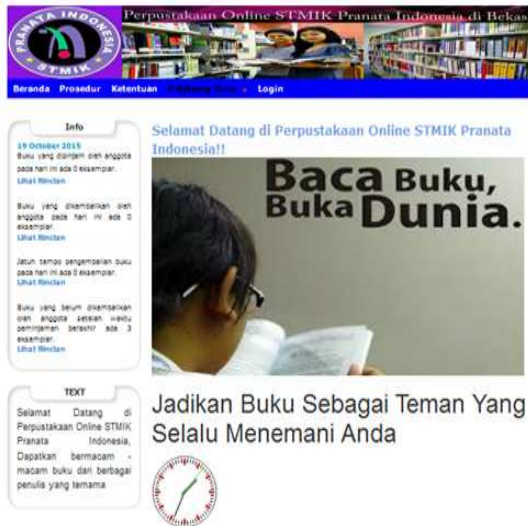 PRANATA INDONESIA
STMIK
Perpustakaan Online STMIK Pranata Indonesia di Bekas
Beranda Prosedur Ketentuan
Login
Info
19 October 2015
Buku yang dipinjam oleh anggota
pada hari ini ada 0 eksemplar.
Lihat Rincian
Buku yang dikembalikan oleh
anggota pada hari ini ada 0
eksemplar.
Lihat Rincian
Jatuh tempo pengembalian buku
pada hari ini ada 0 eksemplar.
Lihat Rincian
Buku yang belum dikembalikan
oleh anggota setelah waktu
peminjaman berakhir ada 3
eksemplar.
Lihat Rincian
TEXT
Selamat Datang di
Perpustakaan Online STMIK
Pranata Indonesia,
Dapatkan bermacam -
macam buku dari berbagai
penulis yang ternama
Selamat Datang di Perpustakaan Online STMIK Pranata
Indonesia!!
Baca Buku,
Buka Dunia.
Jadikan Buku Sebagai Teman Yang
Selalu Menemani Anda